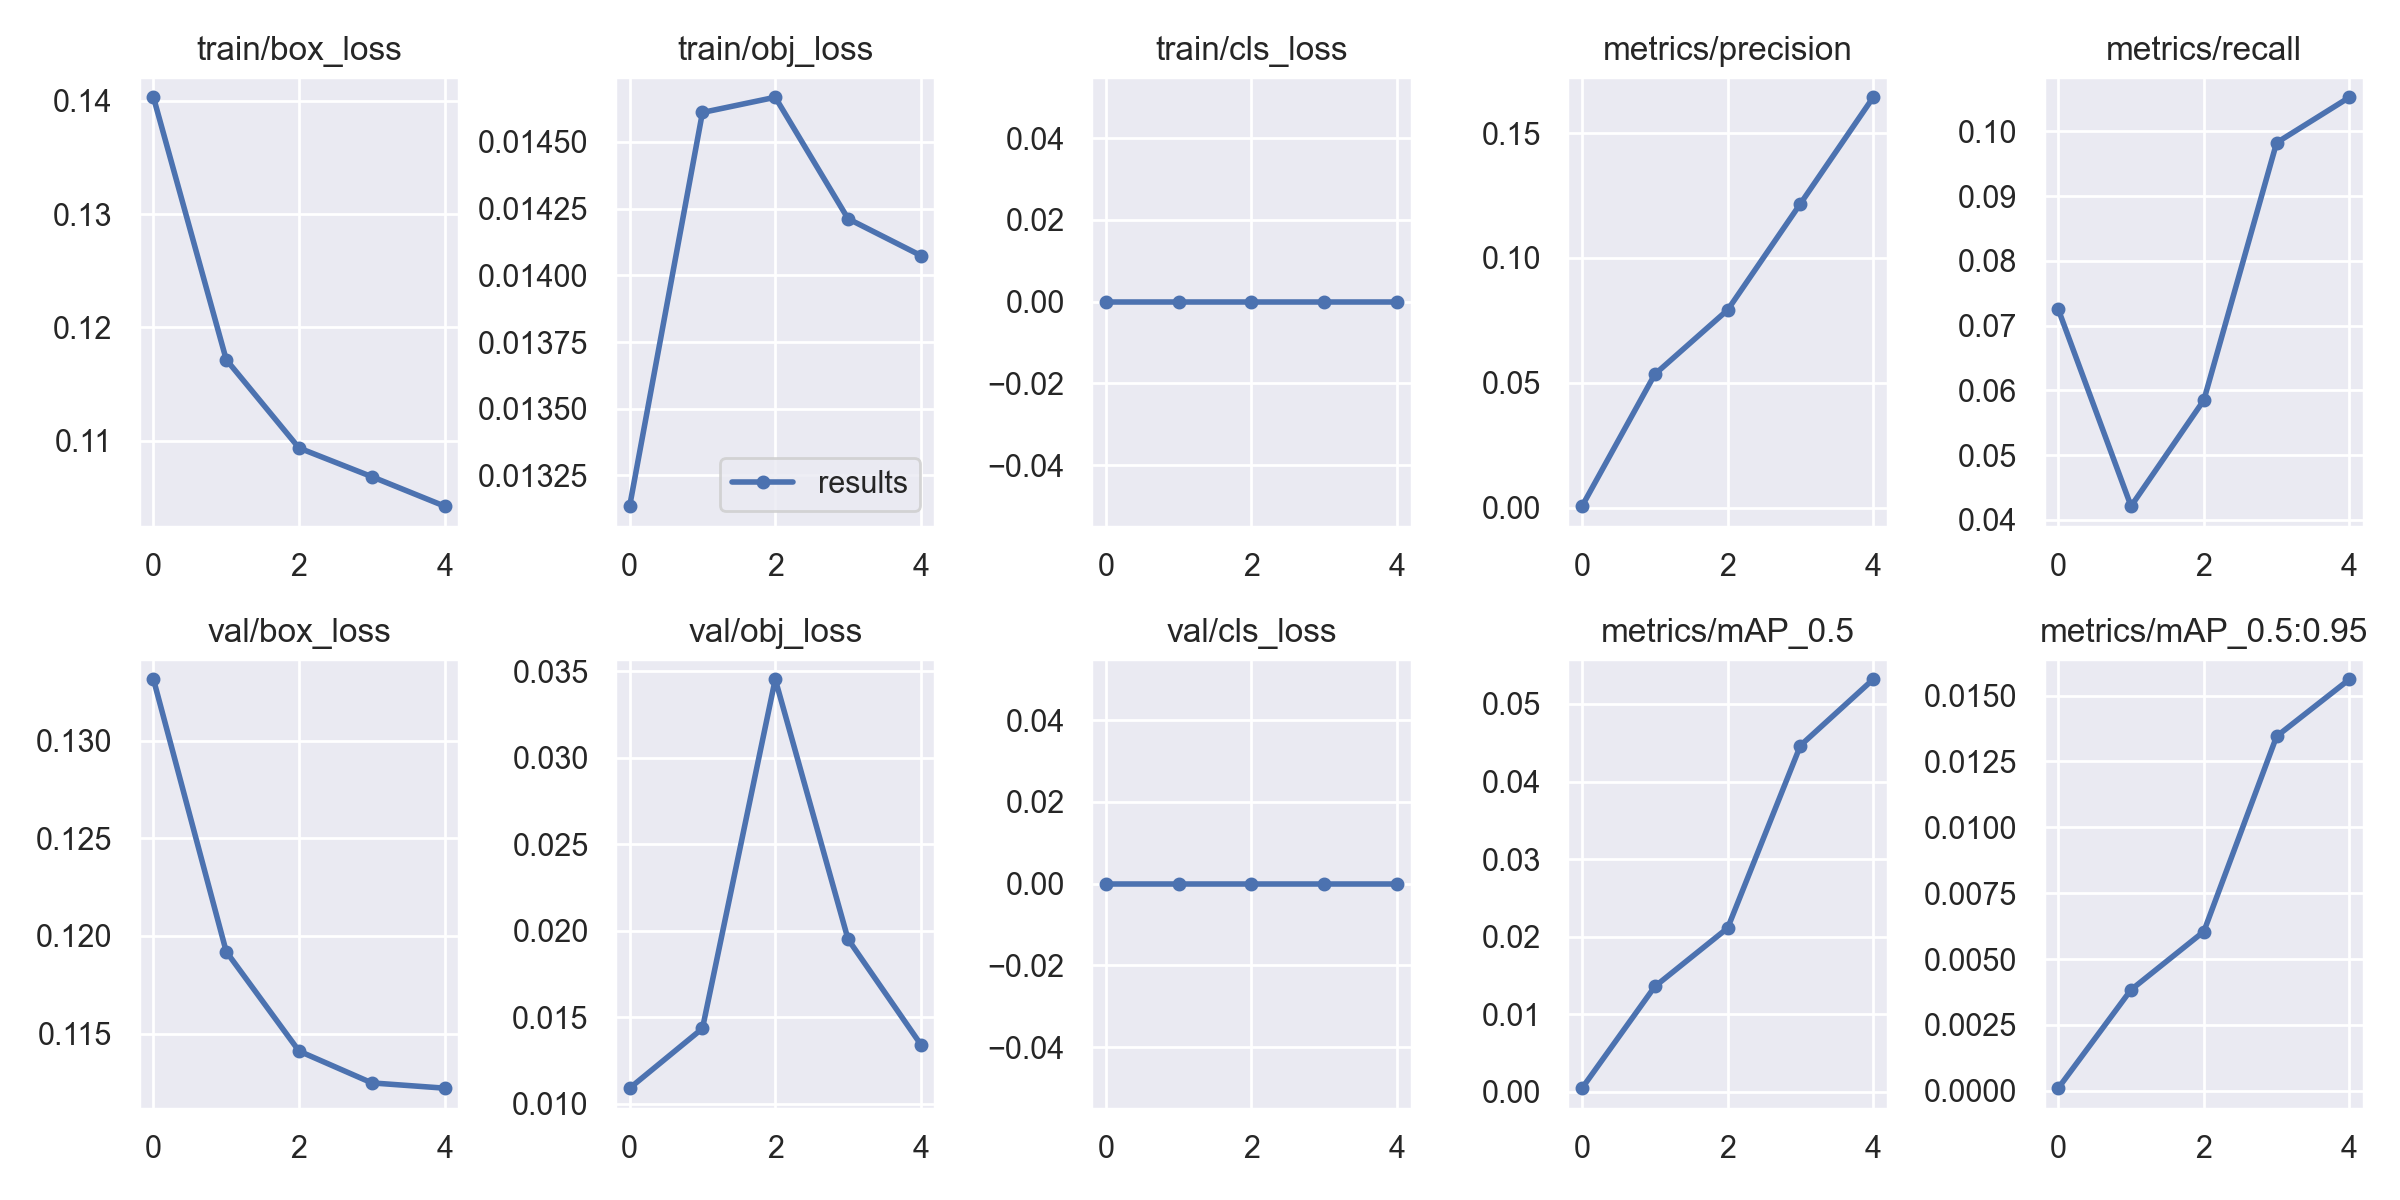 train/box_loss
train/obj_loss
train/cls_loss
metrics/precision
metrics/recall
0.14
0.13
0.12
0.11
0 2 4
0.01450
0.01425
0.01400
0.01375
0.01350
0.01325
results
0 2 4
0.04
0.02
0.00
−0.02
−0.04
0 2 4
0.15
0.10
0.05
0.00
0 2 4
0.10
0.09
0.08
0.07
0.06
0.05
0.04
0 2 4
val/box_loss
val/obj_loss
val/cls_loss
metrics/mAP_0.5
metrics/mAP_0.5:0.95
0.130
0.125
0.120
0.115
0 2 4
0.035
0.030
0.025
0.020
0.015
0.010
0 2 4
0.04
0.02
0.00
−0.02
−0.04
0 2 4
0.05
0.04
0.03
0.02
0.01
0.00
0 2 4
0.0150
0.0125
0.0100
0.0075
0.0050
0.0025
0.0000
0 2 4